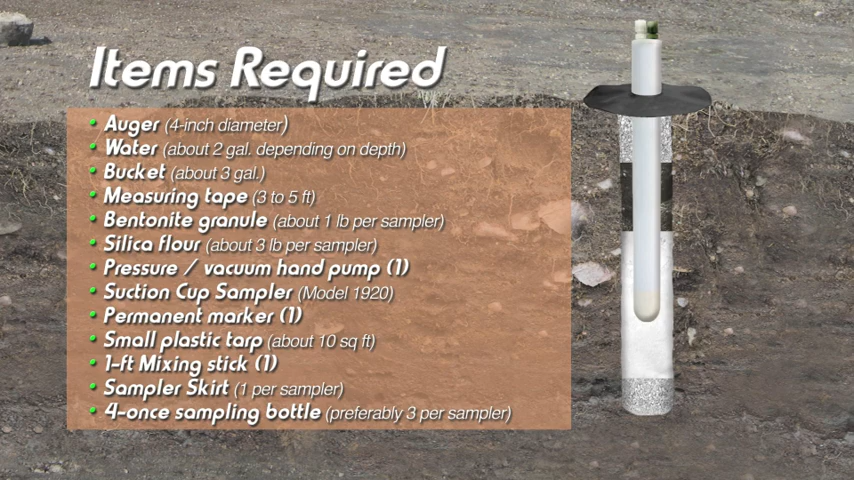 Items Required
• Auger (4-inch diameter)
• Water (about 2 gal. depending on depth)
• Bucket (about 3 gal.)
• Measuring tape (3 to 5 ft)
• Bentonite granule (about 1 lb per sampler)
• Silica flour (about 3 lb per sampler)
• Pressure / vacuum hand pump (1)
• Suction Cup Sampler (Model 1920)
• Permanent marker (1)
• Small plastic tarp (about 10 sq ft)
• 1-ft Mixing stick (1)
• Sampler Skirt (1 per sampler)
• 4-once sampling bottle (preferably 3 per sampler)